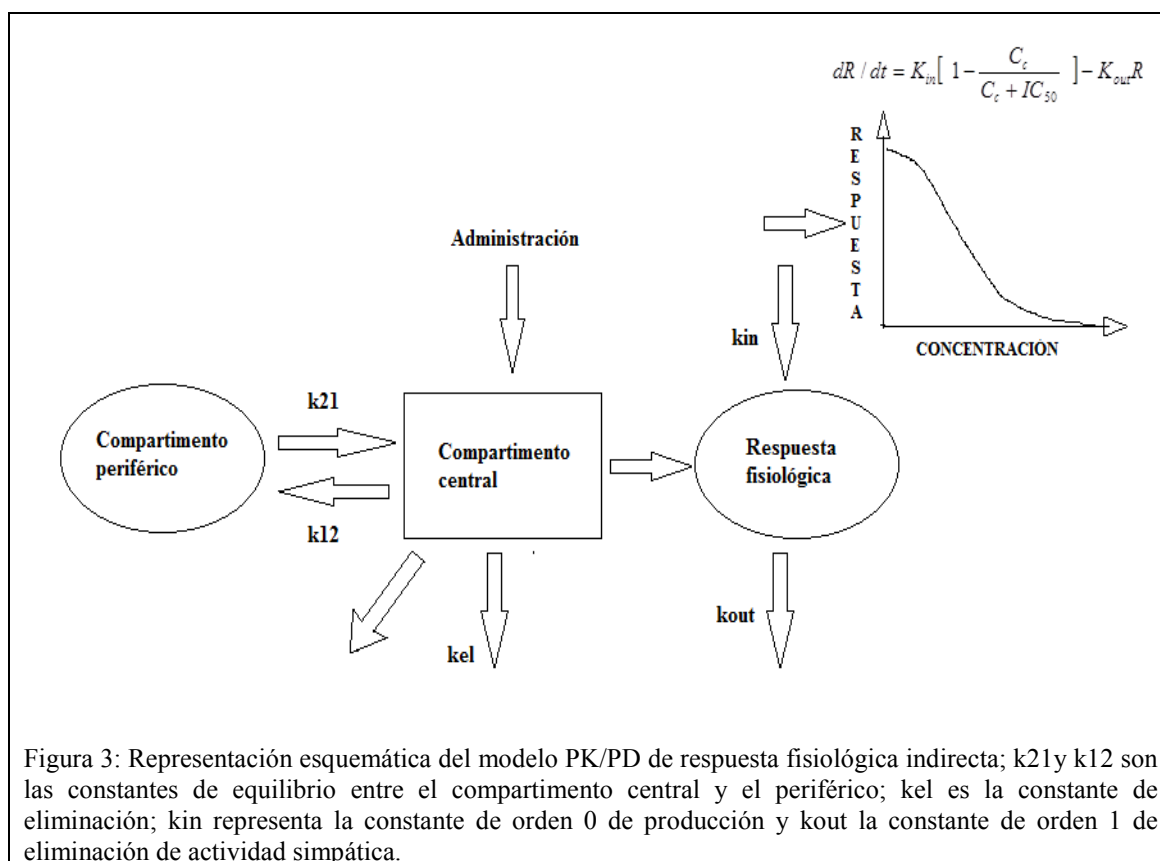 dR / dt = K_in[ 1 - C_c / (C_c + IC_50) ] - K_out R
RESPUESTA
CONCENTRACIÓN
Administración
kin
k21
Compartimento
periférico
k12
Compartimento
central
Respuesta
fisiológica
kel
kout
Figura 3: Representación esquemática del modelo PK/PD de respuesta fisiológica indirecta; k21y k12 son
las constantes de equilibrio entre el compartimento central y el periférico; kel es la constante de
eliminación; kin representa la constante de orden 0 de producción y kout la constante de orden 1 de
eliminación de actividad simpática.